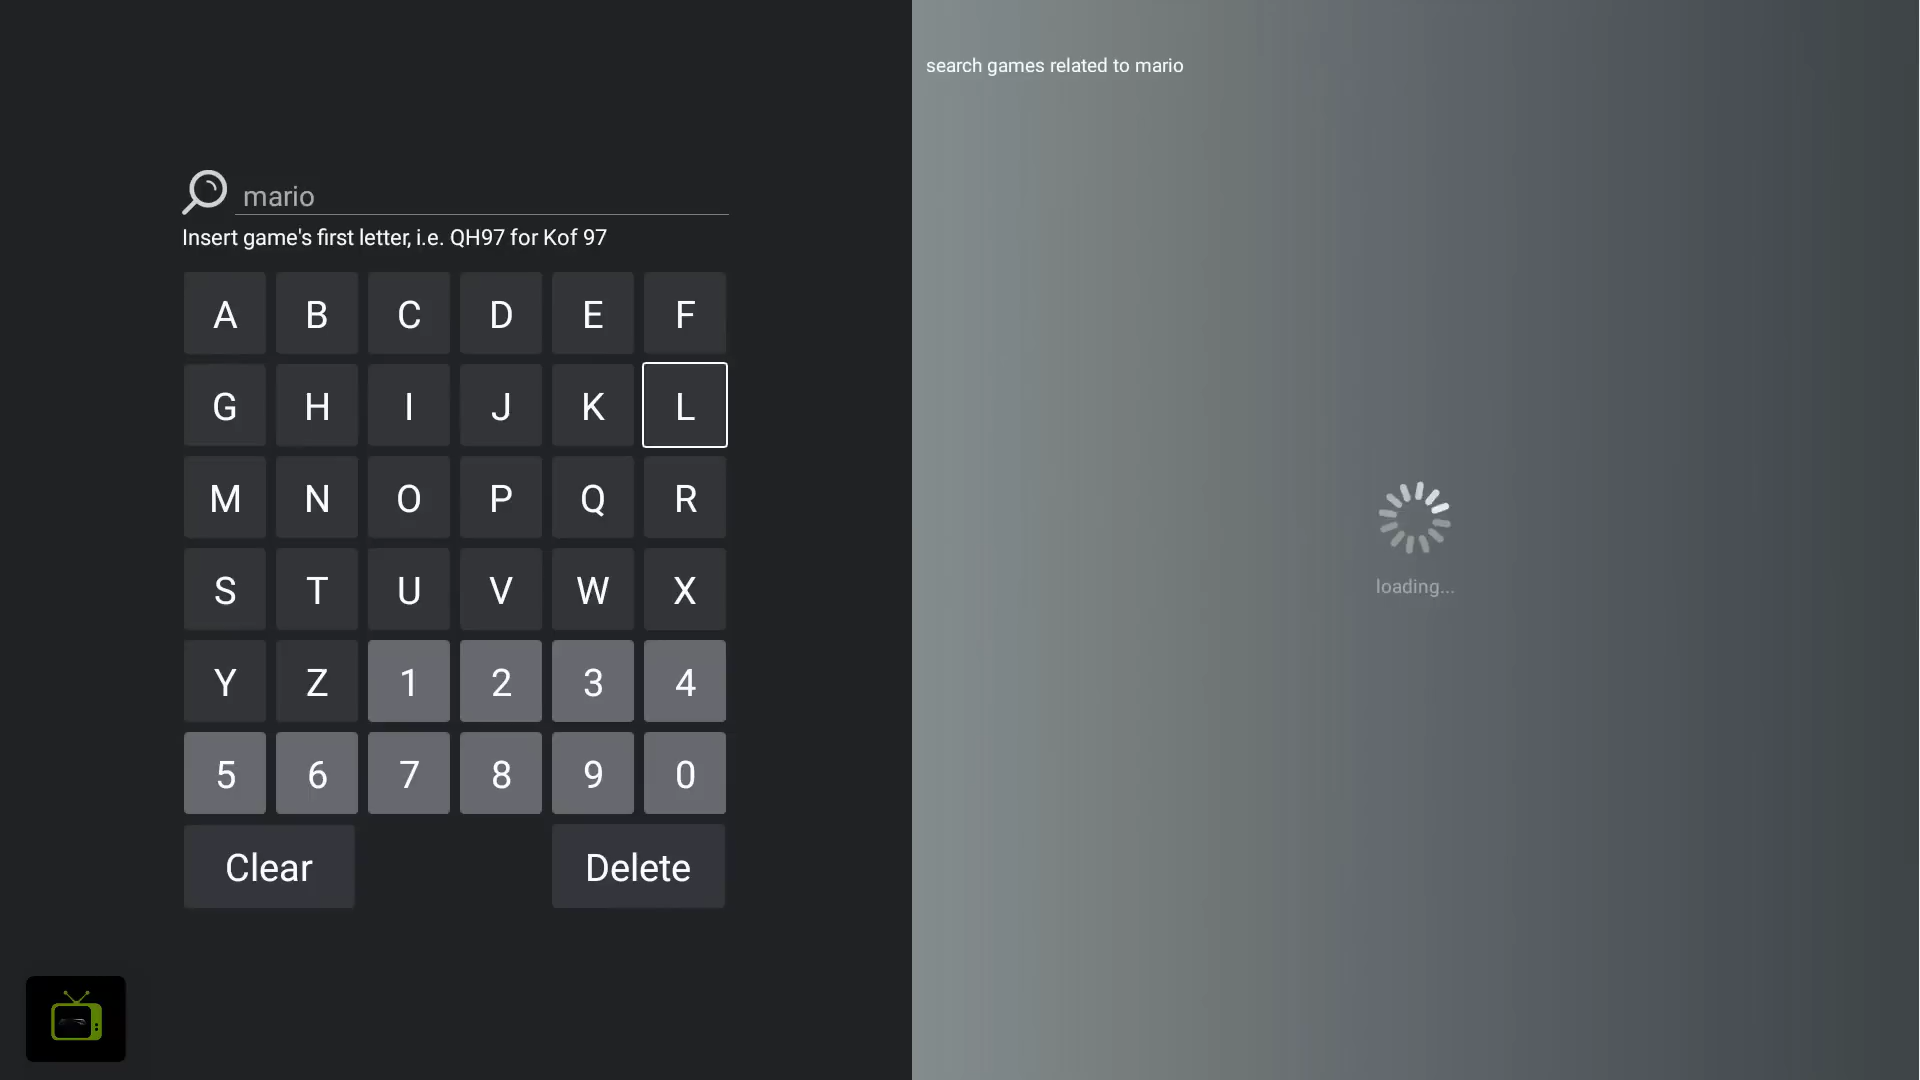 search games related to mario
mario
Insert game's first letter, i.e. QH97 for Kof 97
A B C D E F
G H I J K L
M N O P Q R
S T U V W X
Y Z 1 2 3 4
5 6 7 8 9 0
Clear Delete
loading...